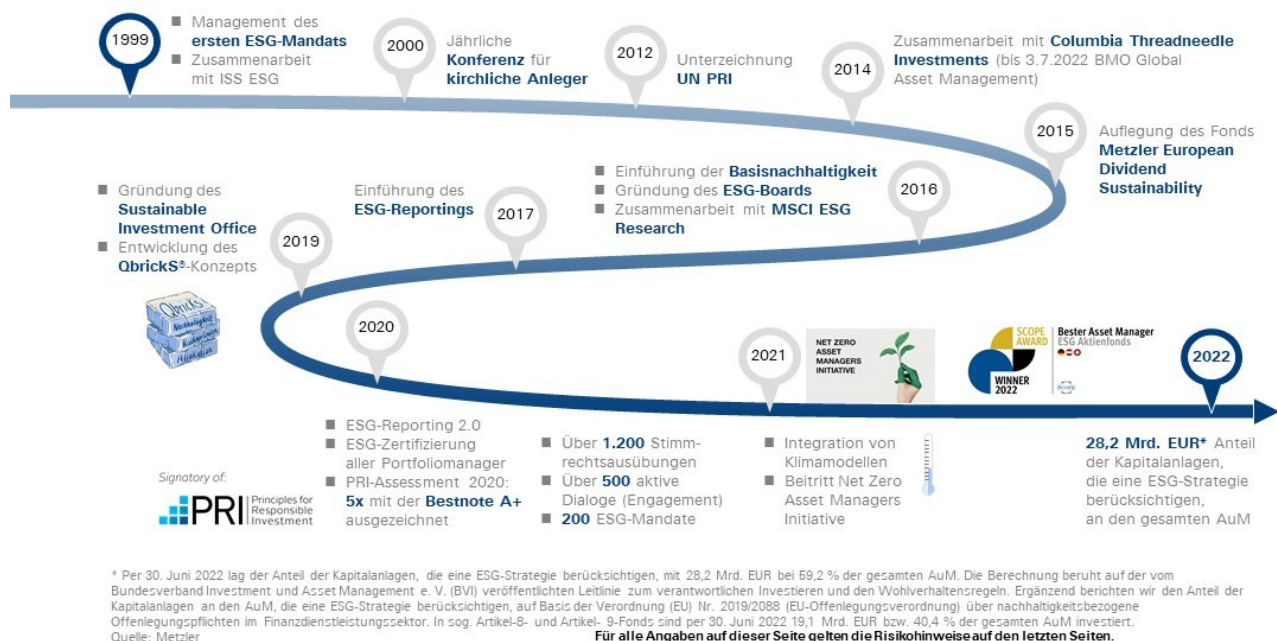 1999
■ Management des
ersten ESG-Mandats
■ Zusammenarbeit
mit ISS ESG
2000
Jährliche
Konferenz für
kirchliche Anleger
2012
Unterzeichnung
UN PRI
2014
Zusammenarbeit mit Columbia Threadneedle
Investments (bis 3.7.2022 BMO Global
Asset Management)
2015
Auflegung des Fonds
Metzler European
Dividend
Sustainability
■ Einführung der Basisnachhaltigkeit
■ Gründung des ESG-Boards
■ Zusammenarbeit mit MSCI ESG
Research
2016
Einführung des
ESG-Reportings
2017
■ Gründung des
Sustainable
Investment Office
■ Entwicklung des
QbrickS®-Konzepts
2019
QbrickS
Nachhaltigkeit
Allokation
2020
■ ESG-Reporting 2.0
■ ESG-Zertifizierung
aller Portfoliomanager
■ PRI-Assessment 2020:
5x mit der Bestnote A+
ausgezeichnet
Signatory of:
PRI Principles for
Responsible
Investment
■ Über 1.200 Stimm-
rechtsausübungen
■ Über 500 aktive
Dialoge (Engagement)
■ 200 ESG-Mandate
2021
NET ZERO
ASSET
MANAGERS
INITIATIVE
■ Integration von
Klimamodellen
■ Beitritt Net Zero
Asset Managers
Initiative
SCOPE
AWARD
WINNER
2022
Bester Asset Manager
ESG Aktienfonds
SCOPE
2022
28,2 Mrd. EUR* Anteil
der Kapitalanlagen,
die eine ESG-Strategie
berücksichtigen,
an den gesamten AuM
* Per 30. Juni 2022 lag der Anteil der Kapitalanlagen, die eine ESG-Strategie berücksichtigen, mit 28,2 Mrd. EUR bei 59,2 % der gesamten AuM. Die Berechnung beruht auf der vom
Bundesverband Investment und Asset Management e. V. (BVI) veröffentlichten Leitlinie zum verantwortlichen Investieren und den Wohlverhaltensregeln. Ergänzend berichten wir den Anteil der
Kapitalanlagen an den AuM, die eine ESG-Strategie berücksichtigen, auf Basis der Verordnung (EU) Nr. 2019/2088 (EU-Offenlegungsverordnung) über nachhaltigkeitsbezogene
Offenlegungspflichten im Finanzdienstleistungssektor. In sog. Artikel-8- und Artikel- 9-Fonds sind per 30. Juni 2022 19,1 Mrd. EUR bzw. 40,4 % der gesamten AuM investiert.
Quelle: Metzler
Für alle Angaben auf dieser Seite gelten die Risikohinweise auf den letzten Seiten.